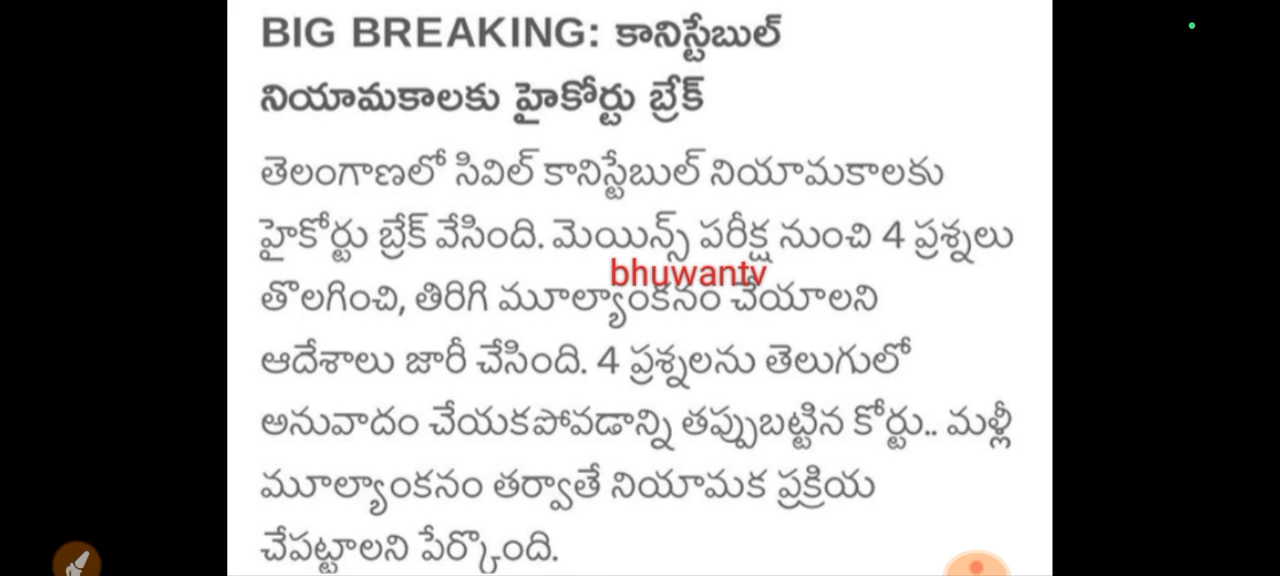 BIG BREAKING: కానిస్టేబుల్
నియామకాలకు హైకోర్టు బ్రేక్
తెలంగాణలో సివిల్ కానిస్టేబుల్ నియామకాలకు
హైకోర్టు బ్రేక్ వేసింది. మెయిన్స్ పరీక్ష నుంచి 4 ప్రశ్నలు
bhuwantv
తొలగించి, తిరిగి మూల్యాంకనం చేయాలని
ఆదేశాలు జారీ చేసింది. 4 ప్రశ్నలను తెలుగులో
అనువాదం చేయకపోవడాన్ని తప్పుబట్టిన కోర్టు.. మళ్లీ
మూల్యాంకనం తర్వాతే నియామక ప్రక్రియ
చేపట్టాలని పేర్కొంది.